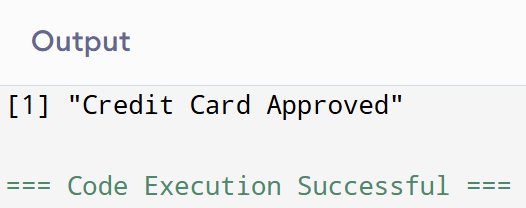 Output
[1] "Credit Card Approved"
=== Code Execution Successful ===